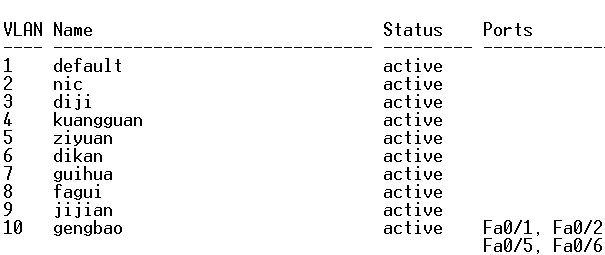 VLAN Name                             Status    Ports
---- -------------------------------- --------- -------------
1    default                          active
2    nic                              active
3    diji                             active
4    kuangguan                        active
5    ziyuan                           active
6    dikan                            active
7    guihua                           active
8    fagui                            active
9    jijian                           active
10   gengbao                          active    Fa0/1, Fa0/2
                                                Fa0/5, Fa0/6